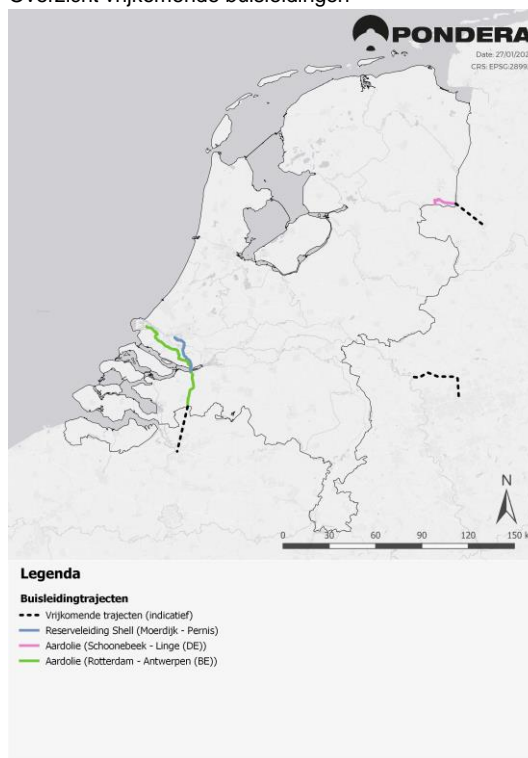 Overzicht vrijkomende buisleidingen
PONDERA
Date: 27/01/202
CRS: EPSG:2899
N
0 30 60 90 120 150 k
Legenda
Buisleidingtrajecten
Vrijkomende trajecten (indicatief)
Reserveleiding Shell (Moerdijk - Pernis)
Aardolie (Schoonebeek - Linge (DE))
Aardolie (Rotterdam - Antwerpen (BE))